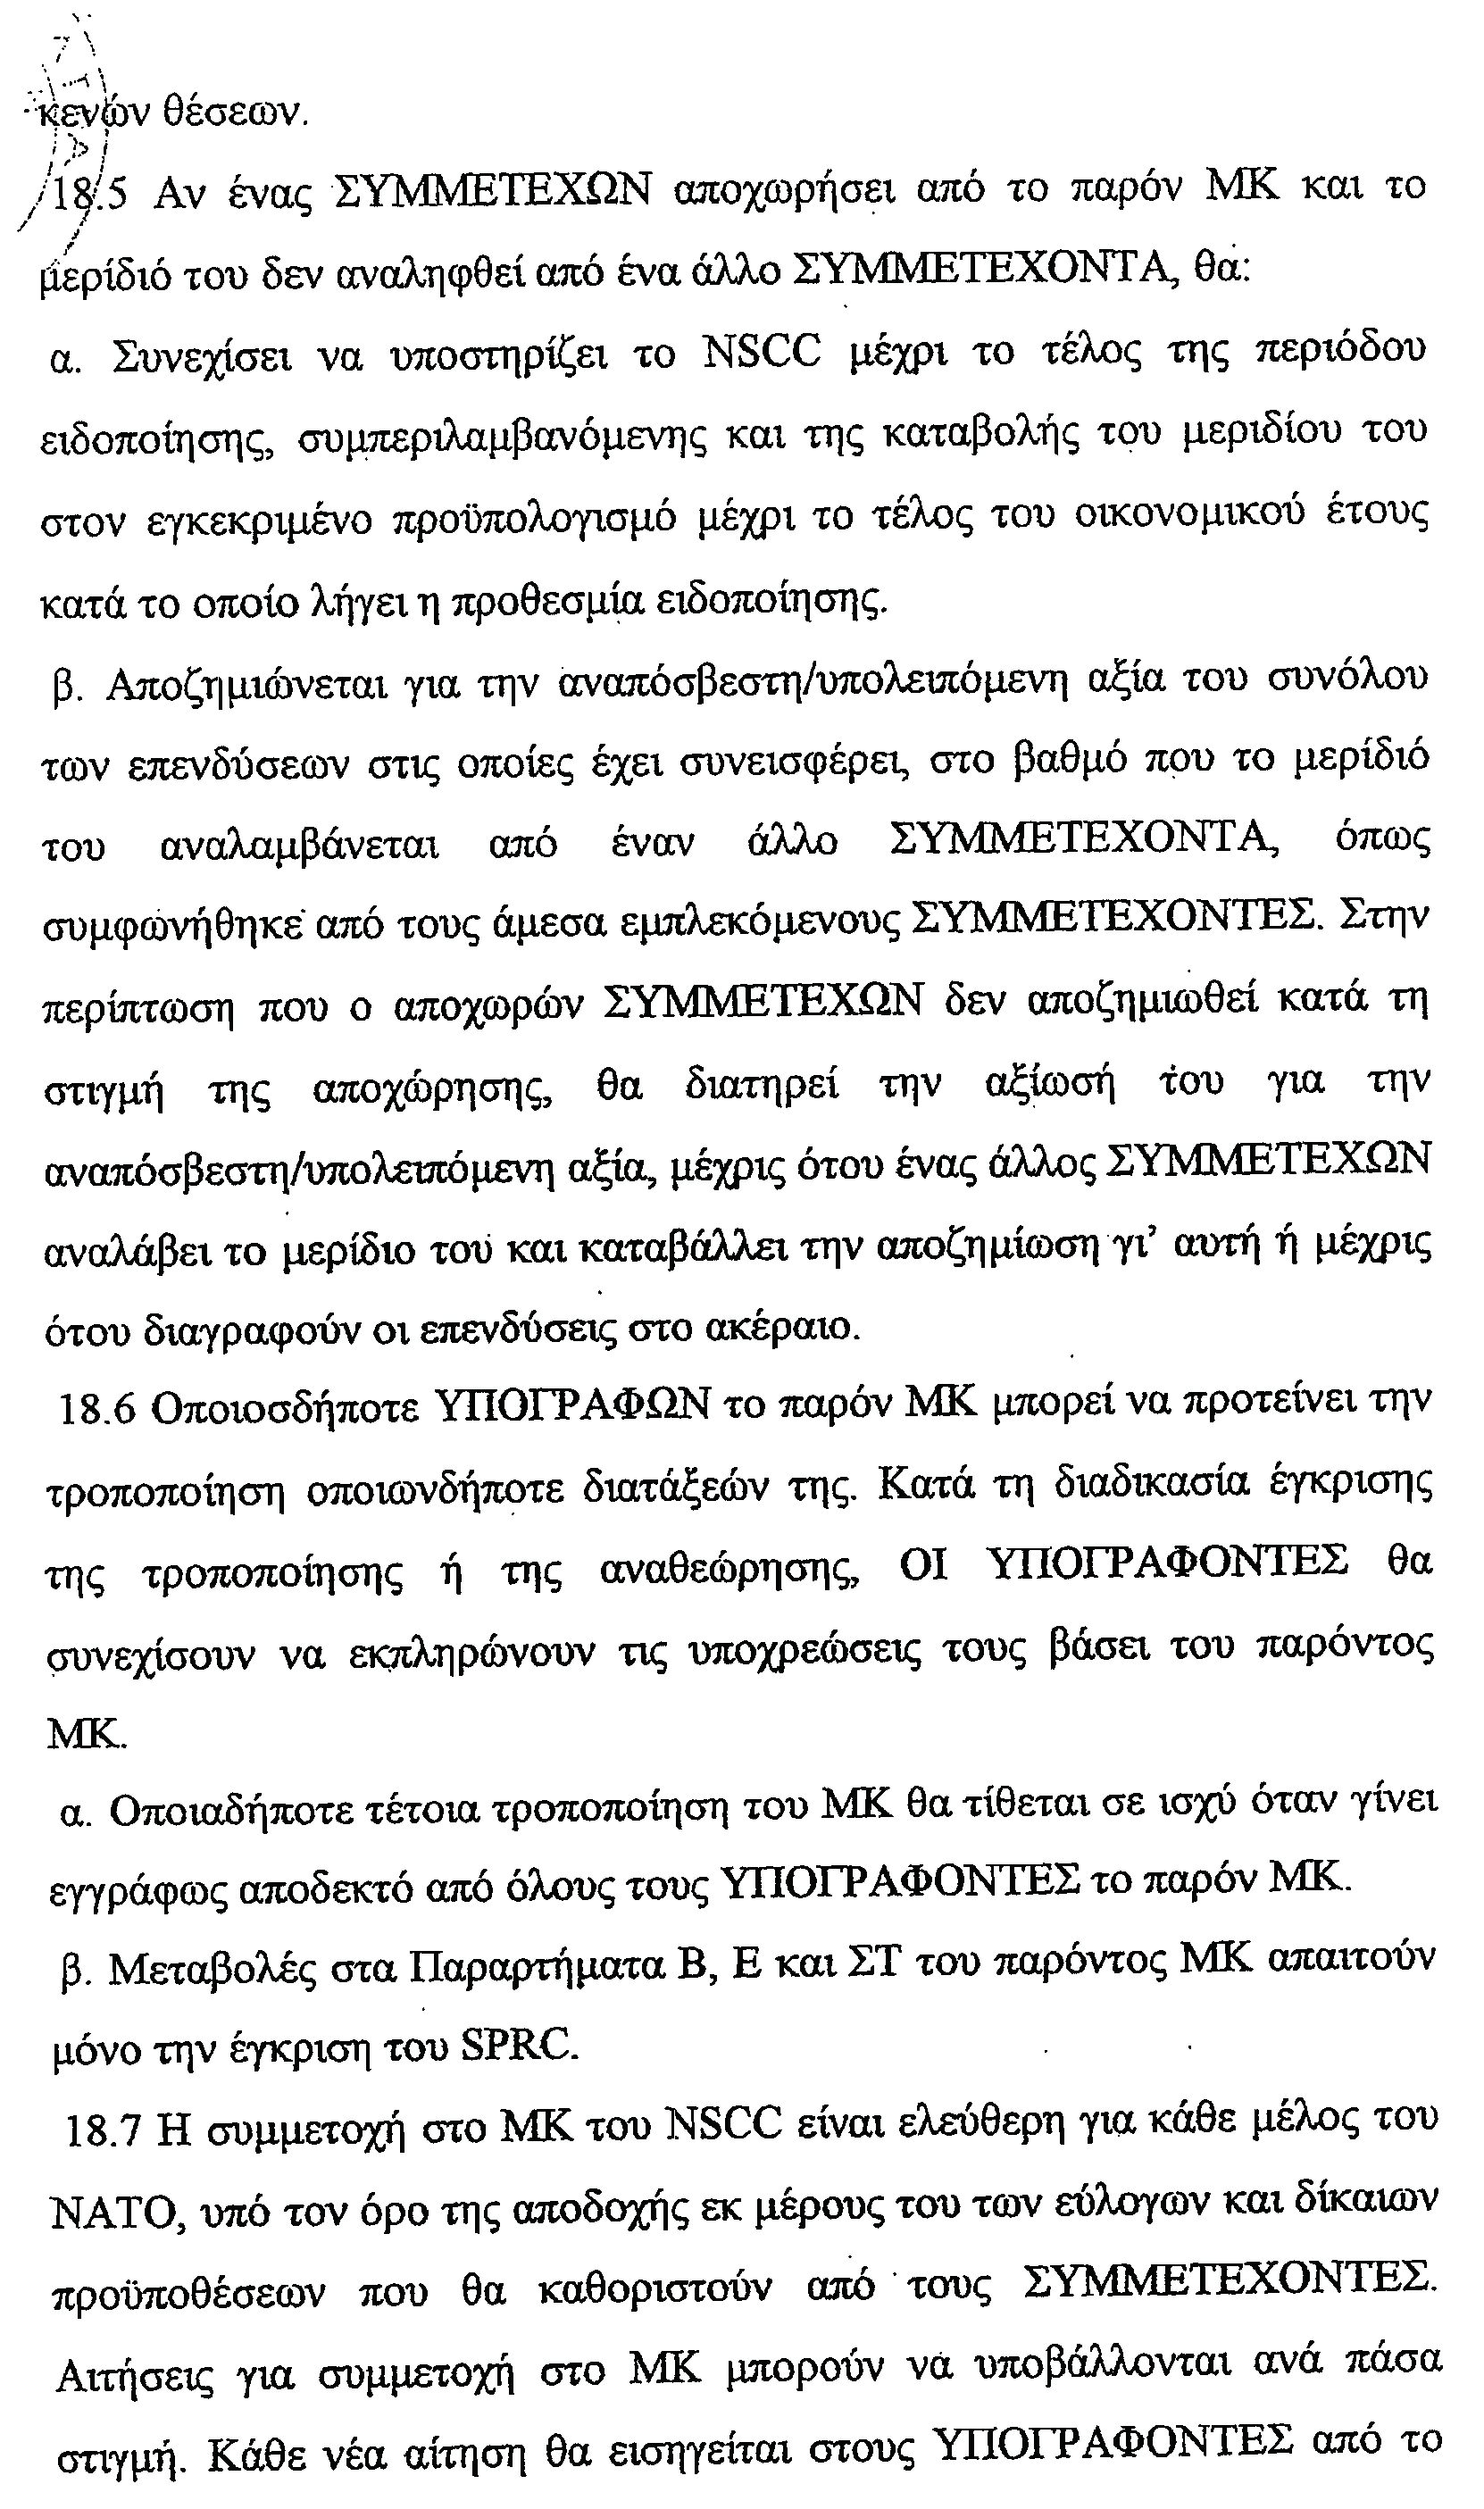 κενών θέσεων.
18.5 Αν ένας ΣΥΜΜΕΤΕΧΩΝ αποχωρήσει από το παρόν ΜΚ και το
μερίδιό του δεν αναληφθεί από ένα άλλο ΣΥΜΜΕΤΕΧΟΝΤΑ, θα:
α. Συνεχίσει να υποστηρίζει το NSCC μέχρι το τέλος της περιόδου
ειδοποίησης, συμπεριλαμβανόμενης και της καταβολής του μεριδίου του
στον εγκεκριμένο προϋπολογισμό μέχρι το τέλος του οικονομικού έτους
κατά το οποίο λήγει η προθεσμία ειδοποίησης.
β. Αποζημιώνεται για την αναπόσβεστη/υπολειπόμενη αξία του συνόλου
των επενδύσεων στις οποίες έχει συνεισφέρει, στο βαθμό που το μερίδιό
του αναλαμβάνεται από έναν άλλο ΣΥΜΜΕΤΕΧΟΝΤΑ, όπως
συμφωνήθηκε από τους άμεσα εμπλεκόμενους ΣΥΜΜΕΤΕΧΟΝΤΕΣ. Στην
περίπτωση που ο αποχωρών ΣΥΜΜΕΤΕΧΩΝ δεν αποζημιωθεί κατά τη
στιγμή της αποχώρησης, θα διατηρεί την αξίωσή του για την
αναπόσβεστη/υπολειπόμενη αξία, μέχρις ότου ένας άλλος ΣΥΜΜΕΤΕΧΩΝ
αναλάβει το μερίδιο του και καταβάλλει την αποζημίωση γι’ αυτή ή μέχρις
ότου διαγραφούν οι επενδύσεις στο ακέραιο.
18.6 Οποιοσδήποτε ΥΠΟΓΡΑΦΩΝ το παρόν ΜΚ μπορεί να προτείνει την
τροποποίηση οποιωνδήποτε διατάξεών της. Κατά τη διαδικασία έγκρισης
της τροποποίησης ή της αναθεώρησης, ΟΙ ΥΠΟΓΡΑΦΟΝΤΕΣ θα
συνεχίσουν να εκπληρώνουν τις υποχρεώσεις τους βάσει του παρόντος
ΜΚ.
α. Οποιαδήποτε τέτοια τροποποίηση του ΜΚ θα τίθεται σε ισχύ όταν γίνει
εγγράφως αποδεκτό από όλους τους ΥΠΟΓΡΑΦΟΝΤΕΣ το παρόν ΜΚ.
β. Μεταβολές στα Παραρτήματα Β, Ε και ΣΤ του παρόντος ΜΚ απαιτούν
μόνο την έγκριση του SPRC.
18.7 Η συμμετοχή στο ΜΚ του NSCC είναι ελεύθερη για κάθε μέλος του
ΝΑΤΟ, υπό τον όρο της αποδοχής εκ μέρους του των εύλογων και δίκαιων
προϋποθέσεων που θα καθοριστούν από τους ΣΥΜΜΕΤΕΧΟΝΤΕΣ.
Αιτήσεις για συμμετοχή στο ΜΚ μπορούν να υποβάλλονται ανά πάσα
στιγμή. Κάθε νέα αίτηση θα εισηγείται στους ΥΠΟΓΡΑΦΟΝΤΕΣ από το